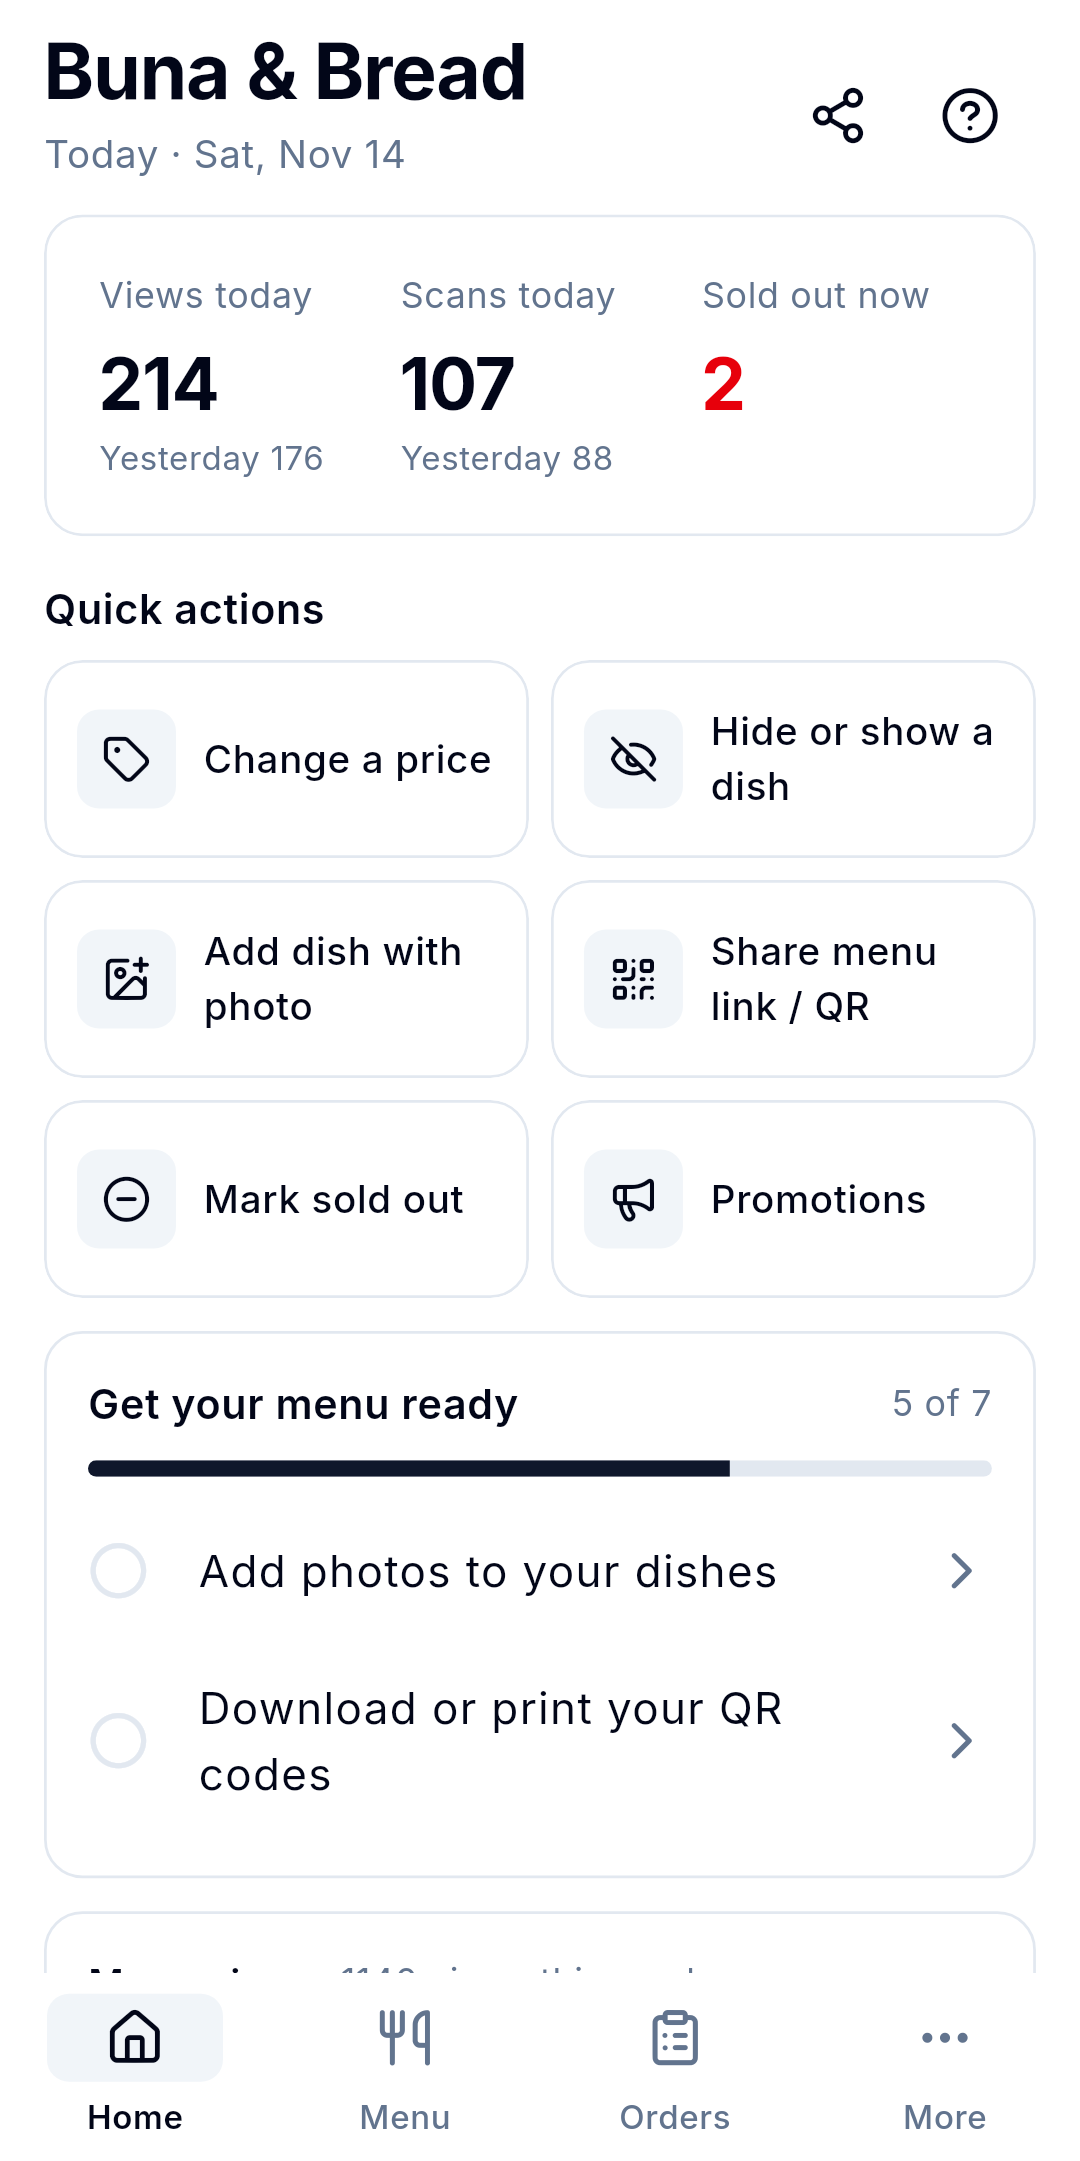 Buna & Bread
Today · Sat, Nov 14
Views today
Scans today
Sold out now
214
107
2
Yesterday 176
Yesterday 88
Quick actions
Change a price
Hide or show a
dish
Add dish with
photo
Share menu
link / QR
Mark sold out
Promotions
Get your menu ready
5 of 7
Add photos to your dishes
Download or print your QR
codes
Home
Menu
Orders
More